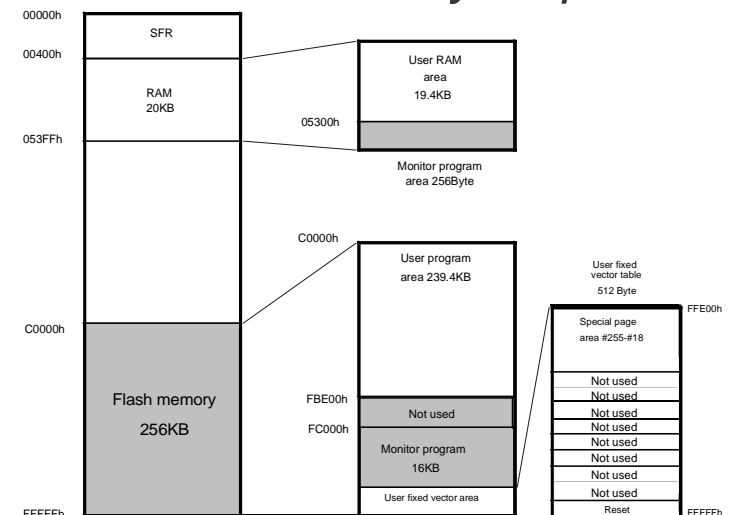 00000h
SFR
00400h
RAM
20KB
053FFh
User RAM
area
19.4KB
05300h
Monitor program
area 256Byte
C0000h
User program
area 239.4KB
C0000h
Flash memory
256KB
FBE00h
Not used
FC000h
Monitor program
16KB
User fixed vector area
User fixed
vector table
512 Byte
FFE00h
Special page
area #255-#18
Not used
Not used
Not used
Not used
Not used
Not used
Not used
Not used
Reset
FFFFFh
FFFFFh